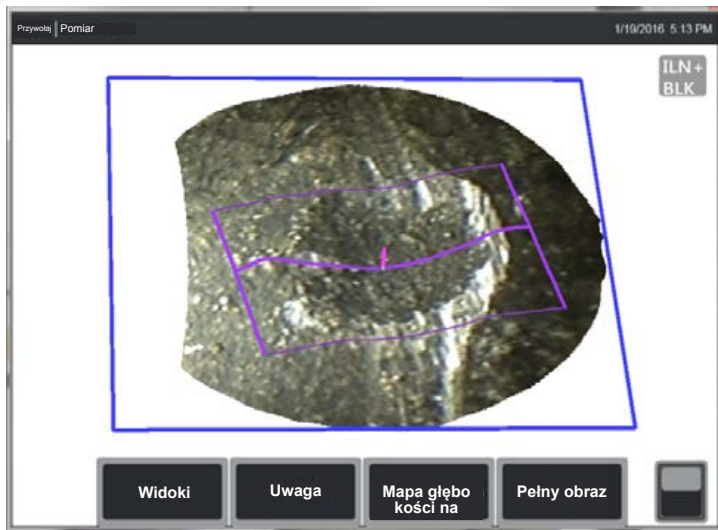 Przywołaj Pomiar
1/19/2016 5:13 PM
ILN+
BLK
Widoki
Uwaga
Mapa głębo
kości na
Pełny obraz